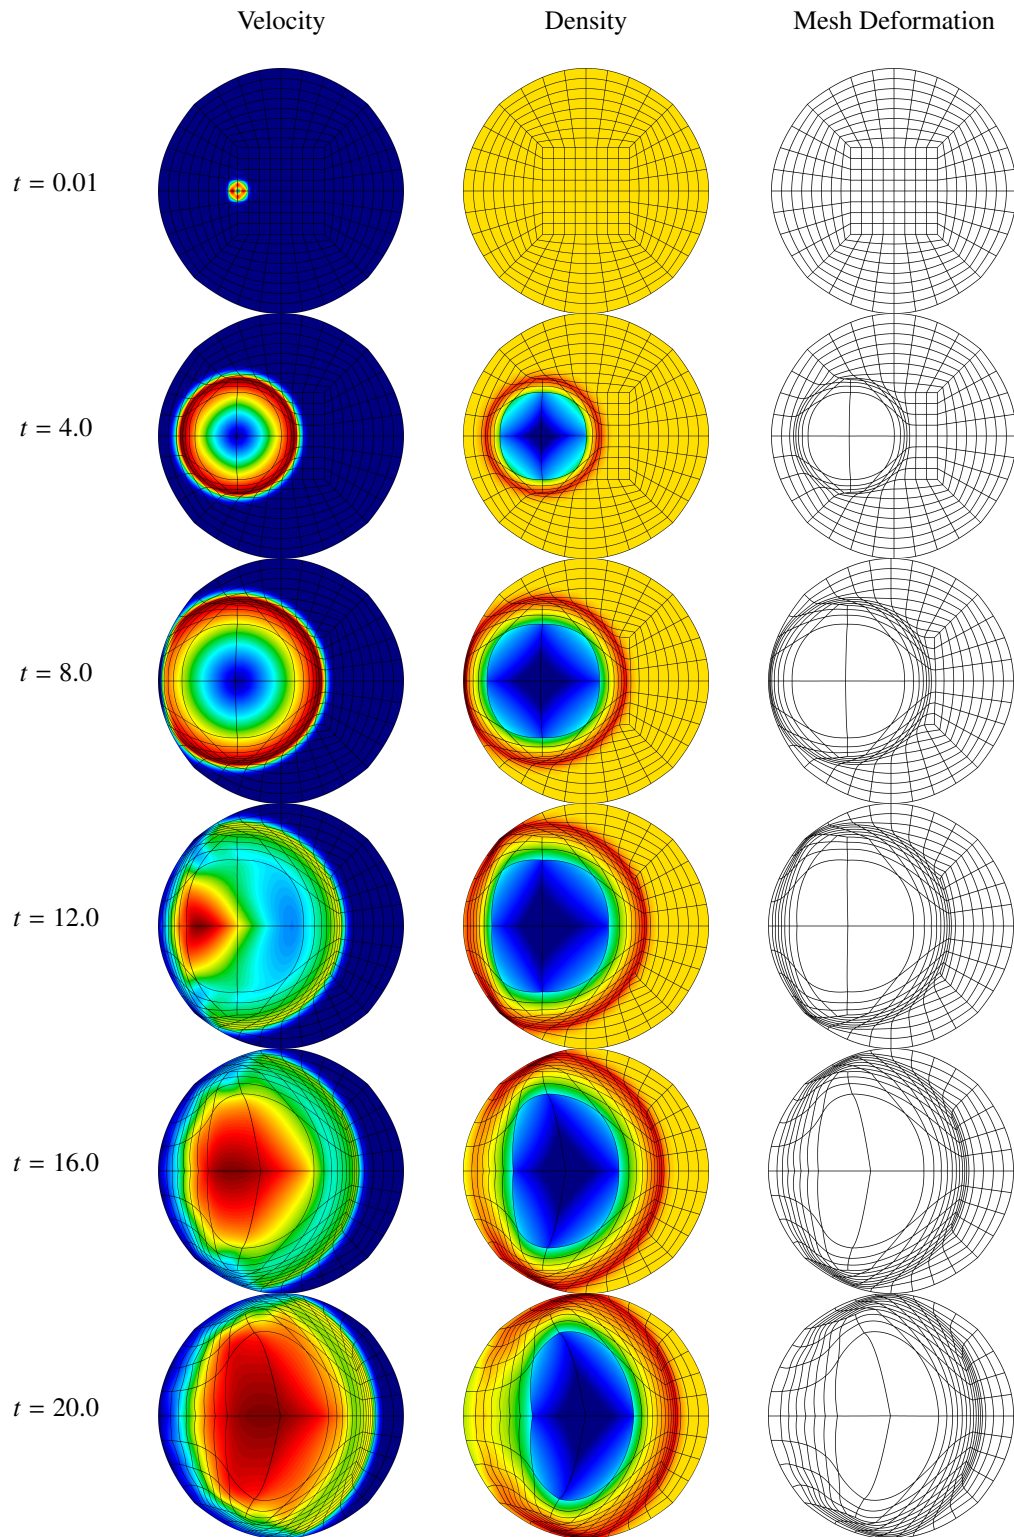 Velocity Density Mesh Deformation
t = 0.01
t = 4.0
t = 8.0
t = 12.0
t = 16.0
t = 20.0